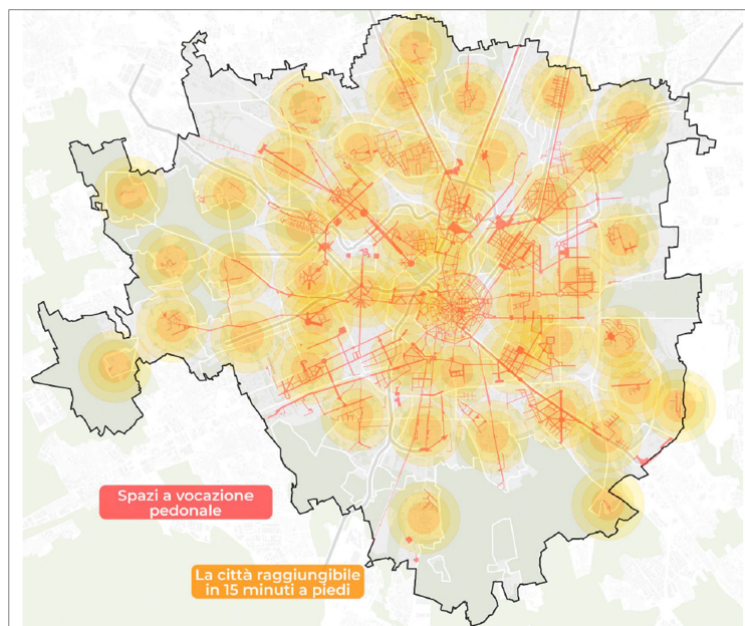 Spazi a vocazione
pedonale
La città raggiungibile
in 15 minuti a piedi